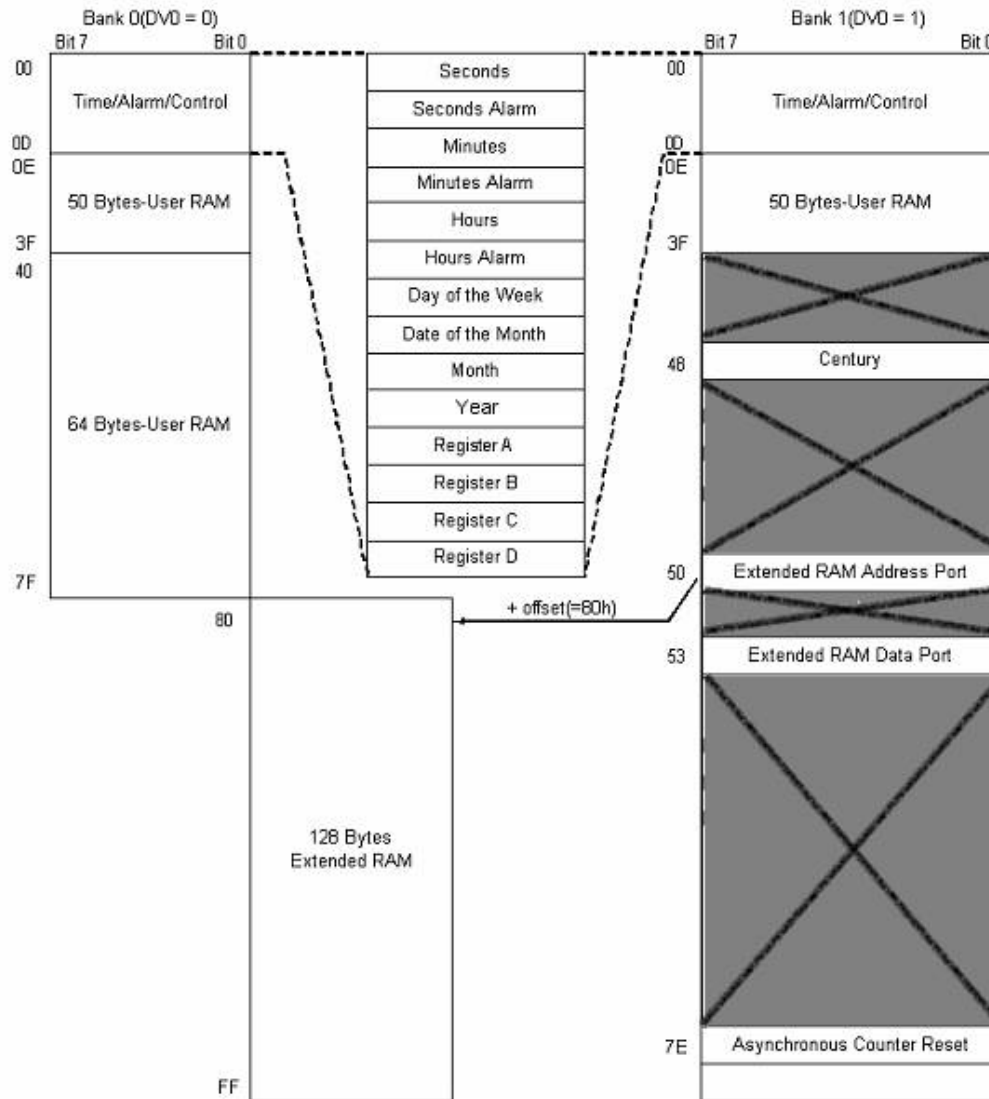 Bank 0(DV0 = 0)
Bit 7 Bit 0
00
Time/Alarm/Control
0D
0E
50 Bytes-User RAM
3F
40
64 Bytes-User RAM
7F
80
128 Bytes
Extended RAM
FF
Seconds
Seconds Alarm
Minutes
Minutes Alarm
Hours
Hours Alarm
Day of the Week
Date of the Month
Month
Year
Register A
Register B
Register C
Register D
+ offset(=80h)
Bank 1(DV0 = 1)
Bit 7 Bit 0
00
Time/Alarm/Control
0D
0E
50 Bytes-User RAM
3F
48
Century
50
Extended RAM Address Port
53
Extended RAM Data Port
7E
Asynchronous Counter Reset